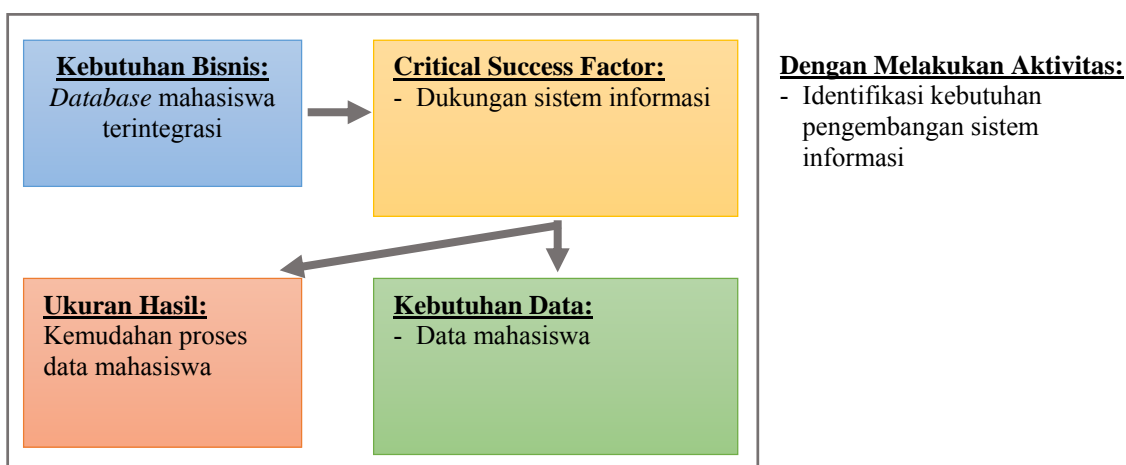 Kebutuhan Bisnis:
Database mahasiswa
terintegrasi
Critical Success Factor:
- Dukungan sistem informasi
Dengan Melakukan Aktivitas:
- Identifikasi kebutuhan
pengembangan sistem
informasi
Ukuran Hasil:
Kemudahan proses
data mahasiswa
Kebutuhan Data:
- Data mahasiswa